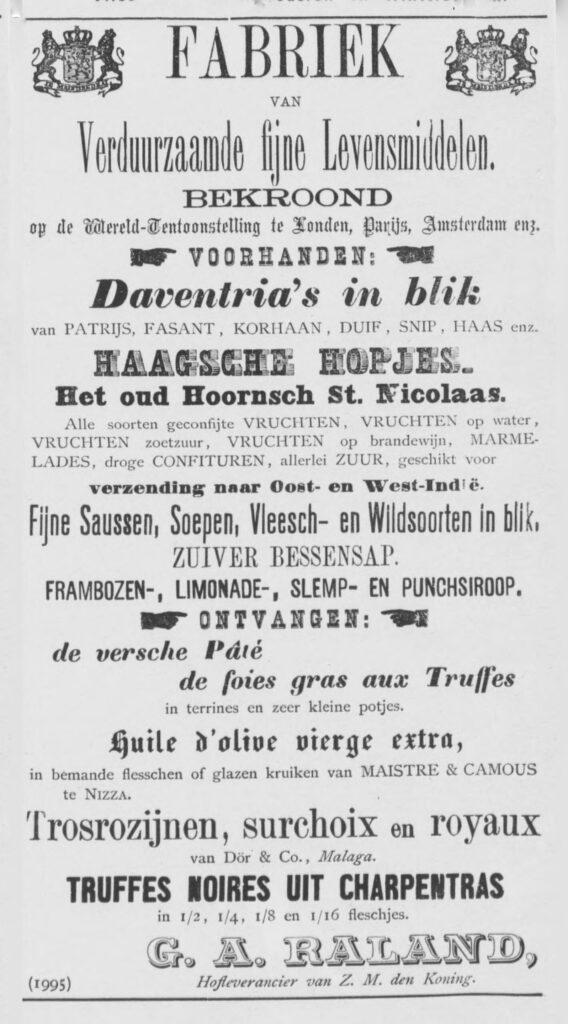 FABRIEK
VAN
Verduurzaamde fijne Levensmiddelen.
BEKROOND
op de Wereld-Tentoonstelling te Londen, Parijs, Amsterdam enz.
VOORHANDEN:
Daventria's in blik
van PATRIJS, FASANT, KORHAAN, DUIF, SNIP, HAAS enz.
HAAGSCHE HOPJES.
Het oud Hoornsch St. Nicolaas.
Alle soorten geconfijte VRUCHTEN, VRUCHTEN op water,
VRUCHTEN zoetzuur, VRUCHTEN op brandewijn, MARME-
LADES, droge CONFITUREN, allerlei ZUUR, geschikt voor
verzending naar Oost- en West-Indië.
Fijne Saussen, Soepen, Vleesch- en Wildsoorten in blik,
ZUIVER BESSENSAP.
FRAMBOZEN-, LIMONADE-, SLEMP- EN PUNCHSIROOP.
ONTVANGEN:
de versche Pâté
de foies gras aux Truffes
in terrines en zeer kleine potjes.
Huile d'olive vierge extra,
in bemande flesschen of glazen kruiken van MAISTRE & CAMOUS
te NIZZA.
Trosrozijnen, surchoix en royaux
van Dör & Co., Malaga.
TRUFFES NOIRES UIT CHARPENTRAS
in 1/2, 1/4, 1/8 en 1/16 fleschjes.
G. A. RALAND,
(1995) Hofleverancier van Z. M. den Koning.